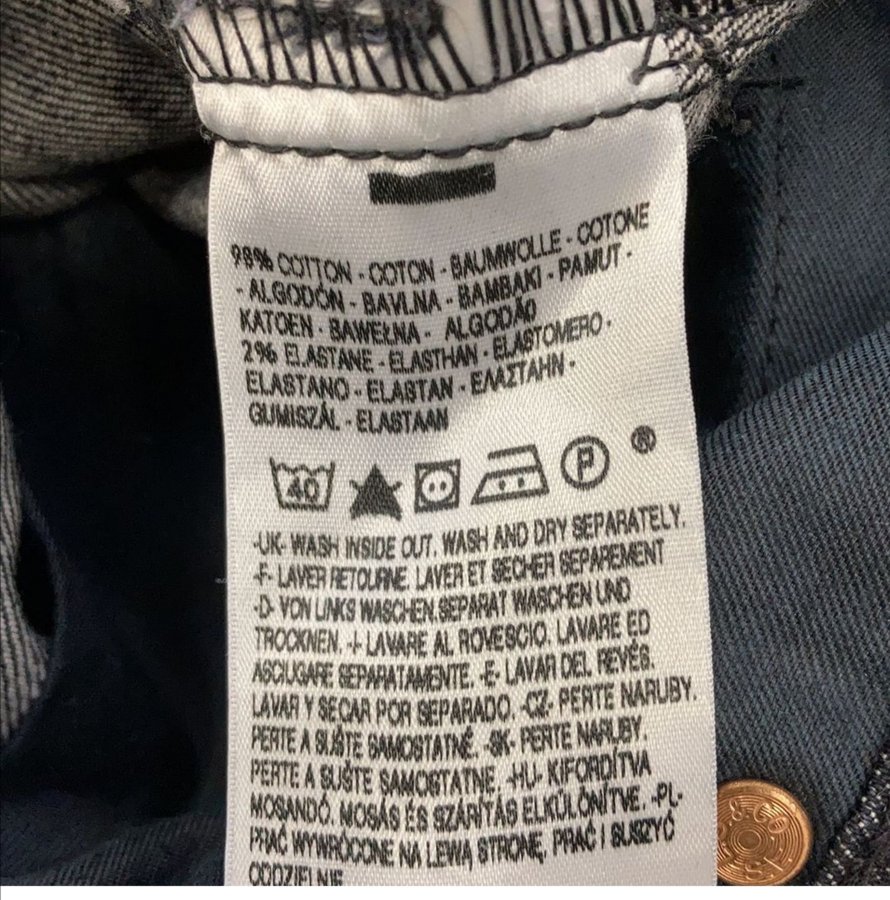 98% COTTON - COTON - BAUMWOLLE - COTONE
- ALGODÓN - BAVLNA - BAMBAKI - PAMUT -
KATOEN - BAWEŁNA - ALGODÃO
2% ELASTANE - ELASTHAN - ELASTOMERO -
ELASTANO - ELASTAN - ΕΛΑΣΤΑΗΝ -
GUMISZÁL - ELASTAAN
40 P ®
-UK- WASH INSIDE OUT. WASH AND DRY SEPARATELY.
-F- LAVER RETOURNE. LAVER ET SECHER SEPAREMENT
-D- VON LINKS WASCHEN. SEPARAT WASCHEN UND
TROCKNEN. -I- LAVARE AL ROVESCIO. LAVARE ED
ASCIUGARE SEPARATAMENTE. -E- LAVAR DEL REVÉS.
LAVAR Y SECAR POR SEPARADO. -CZ- PERTE NARUBY.
PERTE A SUŠTE SAMOSTATNĚ. -SK- PERTE NARUBY.
PERTE A SUŠTE SAMOSTATNE. -HU- KIFORDÍTVA
MOSANDÓ. MOSÁS ÉS SZÁRÍTÁS ELKÜLÖNÍTVE. -PL-
PRAĆ WYWRÓCONE NA LEWĄ STRONĘ, PRAĆ I SUSZYĆ
ODDZIELNIE